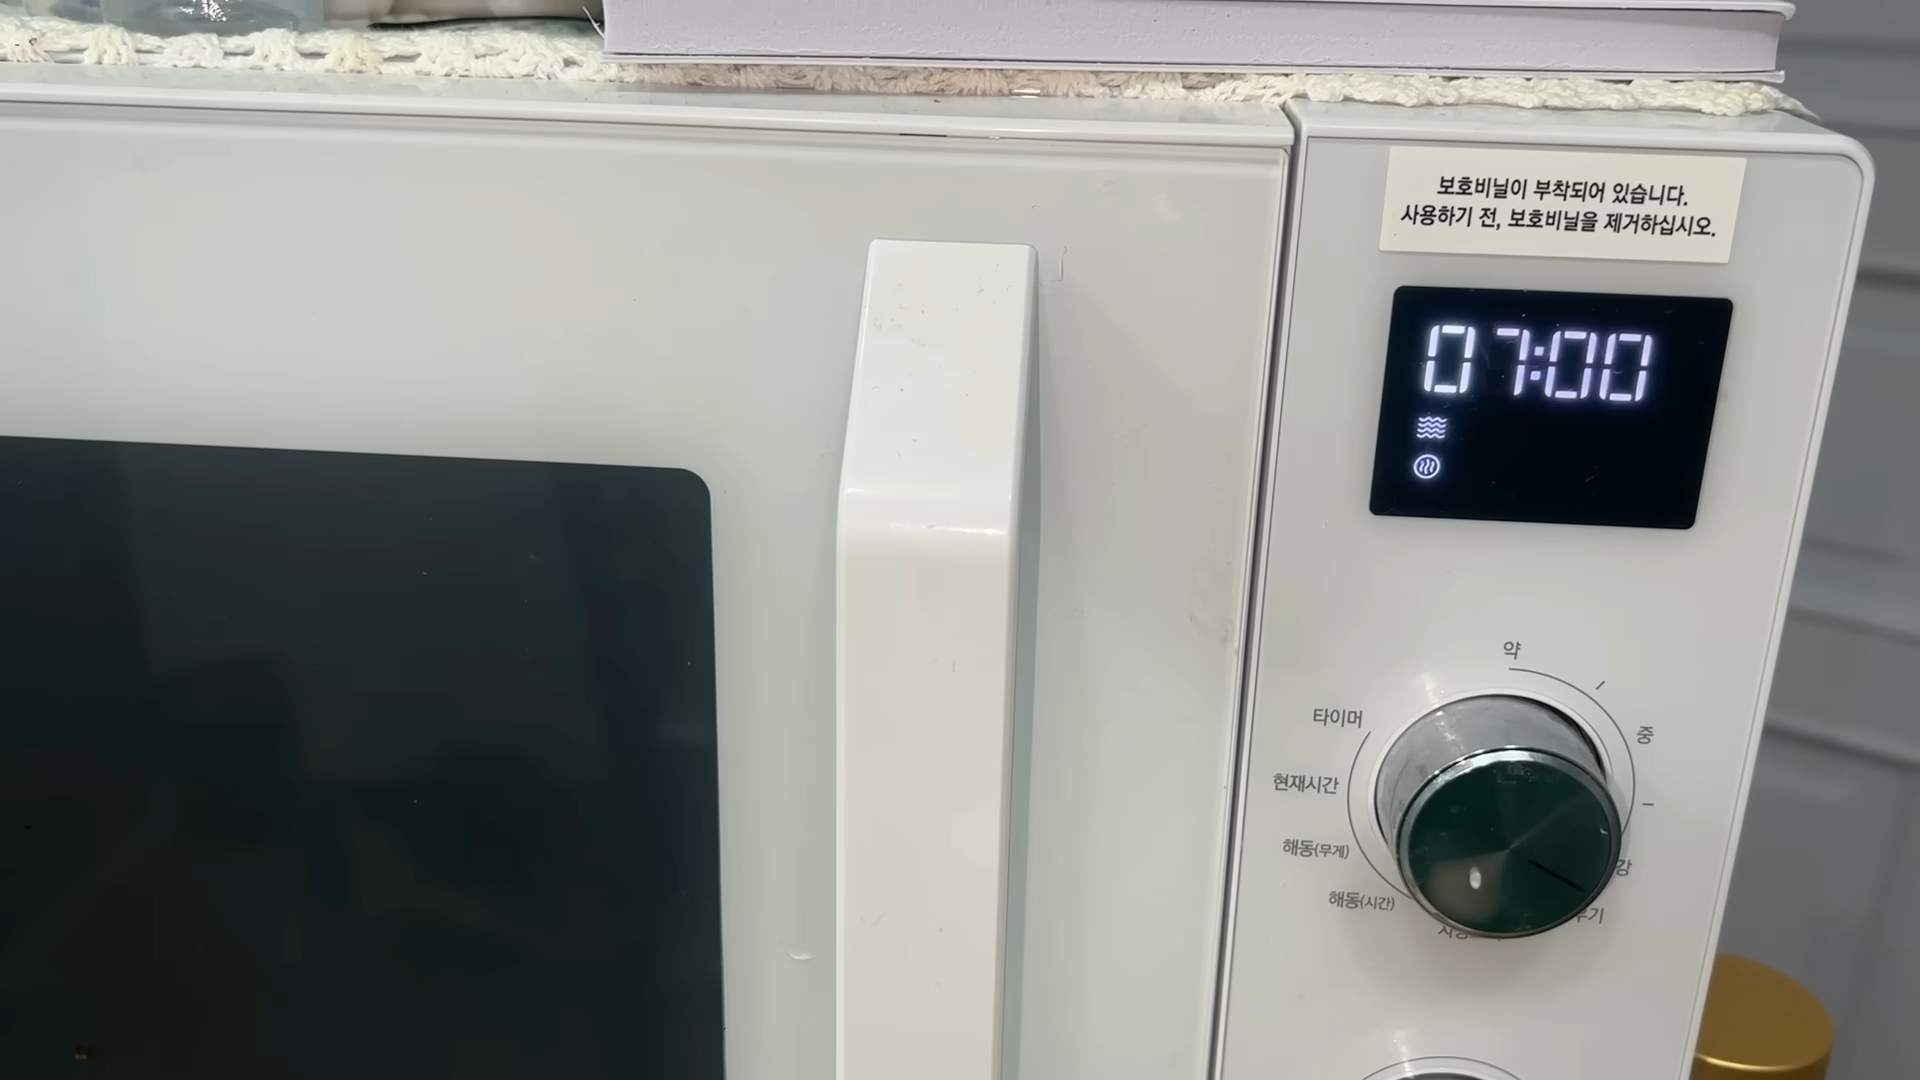 보호비닐이 부착되어 있습니다.
사용하기 전, 보호비닐을 제거하십시오.
07:00
약
중
강
타이머
현재시간
해동(무게)
해동(시간)